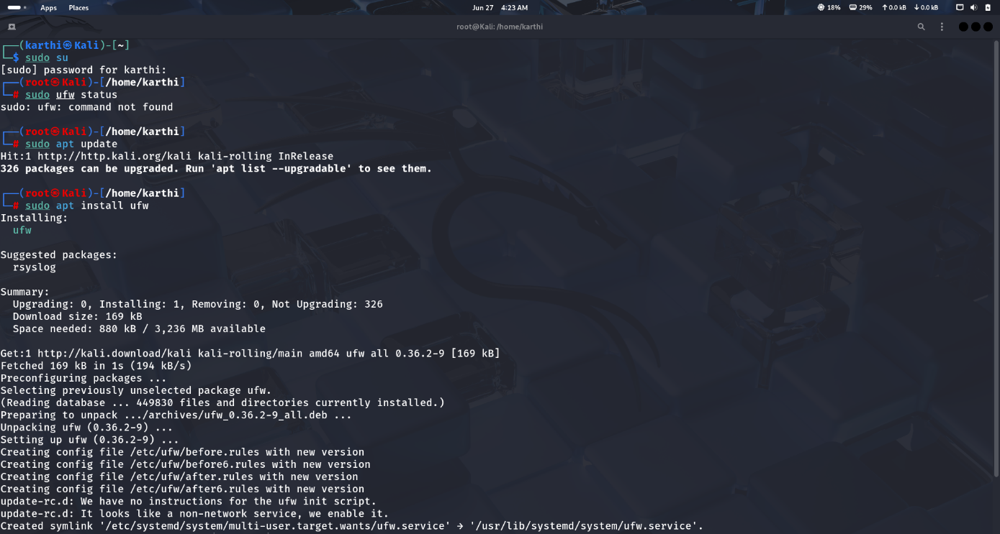 Apps Places Jun 27 4:23 AM 18% 29% ↑ 0.0 kB ↓ 0.0 kB
root@Kali: /home/karthi
┌──(karthi㉿Kali)-[~]
└─$ sudo su
[sudo] password for karthi:
┌──(root㉿Kali)-[/home/karthi]
└─# sudo ufw status
sudo: ufw: command not found
┌──(root㉿Kali)-[/home/karthi]
└─# sudo apt update
Hit:1 http://http.kali.org/kali kali-rolling InRelease
326 packages can be upgraded. Run 'apt list --upgradable' to see them.
┌──(root㉿Kali)-[/home/karthi]
└─# sudo apt install ufw
Installing:
  ufw
Suggested packages:
  rsyslog
Summary:
  Upgrading: 0, Installing: 1, Removing: 0, Not Upgrading: 326
  Download size: 169 kB
  Space needed: 880 kB / 3,236 MB available
Get:1 http://kali.download/kali kali-rolling/main amd64 ufw all 0.36.2-9 [169 kB]
Fetched 169 kB in 1s (194 kB/s)
Preconfiguring packages ...
Selecting previously unselected package ufw.
(Reading database ... 449830 files and directories currently installed.)
Preparing to unpack .../archives/ufw_0.36.2-9_all.deb ...
Unpacking ufw (0.36.2-9) ...
Setting up ufw (0.36.2-9) ...
Creating config file /etc/ufw/before.rules with new version
Creating config file /etc/ufw/before6.rules with new version
Creating config file /etc/ufw/after.rules with new version
Creating config file /etc/ufw/after6.rules with new version
update-rc.d: We have no instructions for the ufw init script.
update-rc.d: It looks like a non-network service, we enable it.
Created symlink '/etc/systemd/system/multi-user.target.wants/ufw.service' → '/usr/lib/systemd/system/ufw.service'.